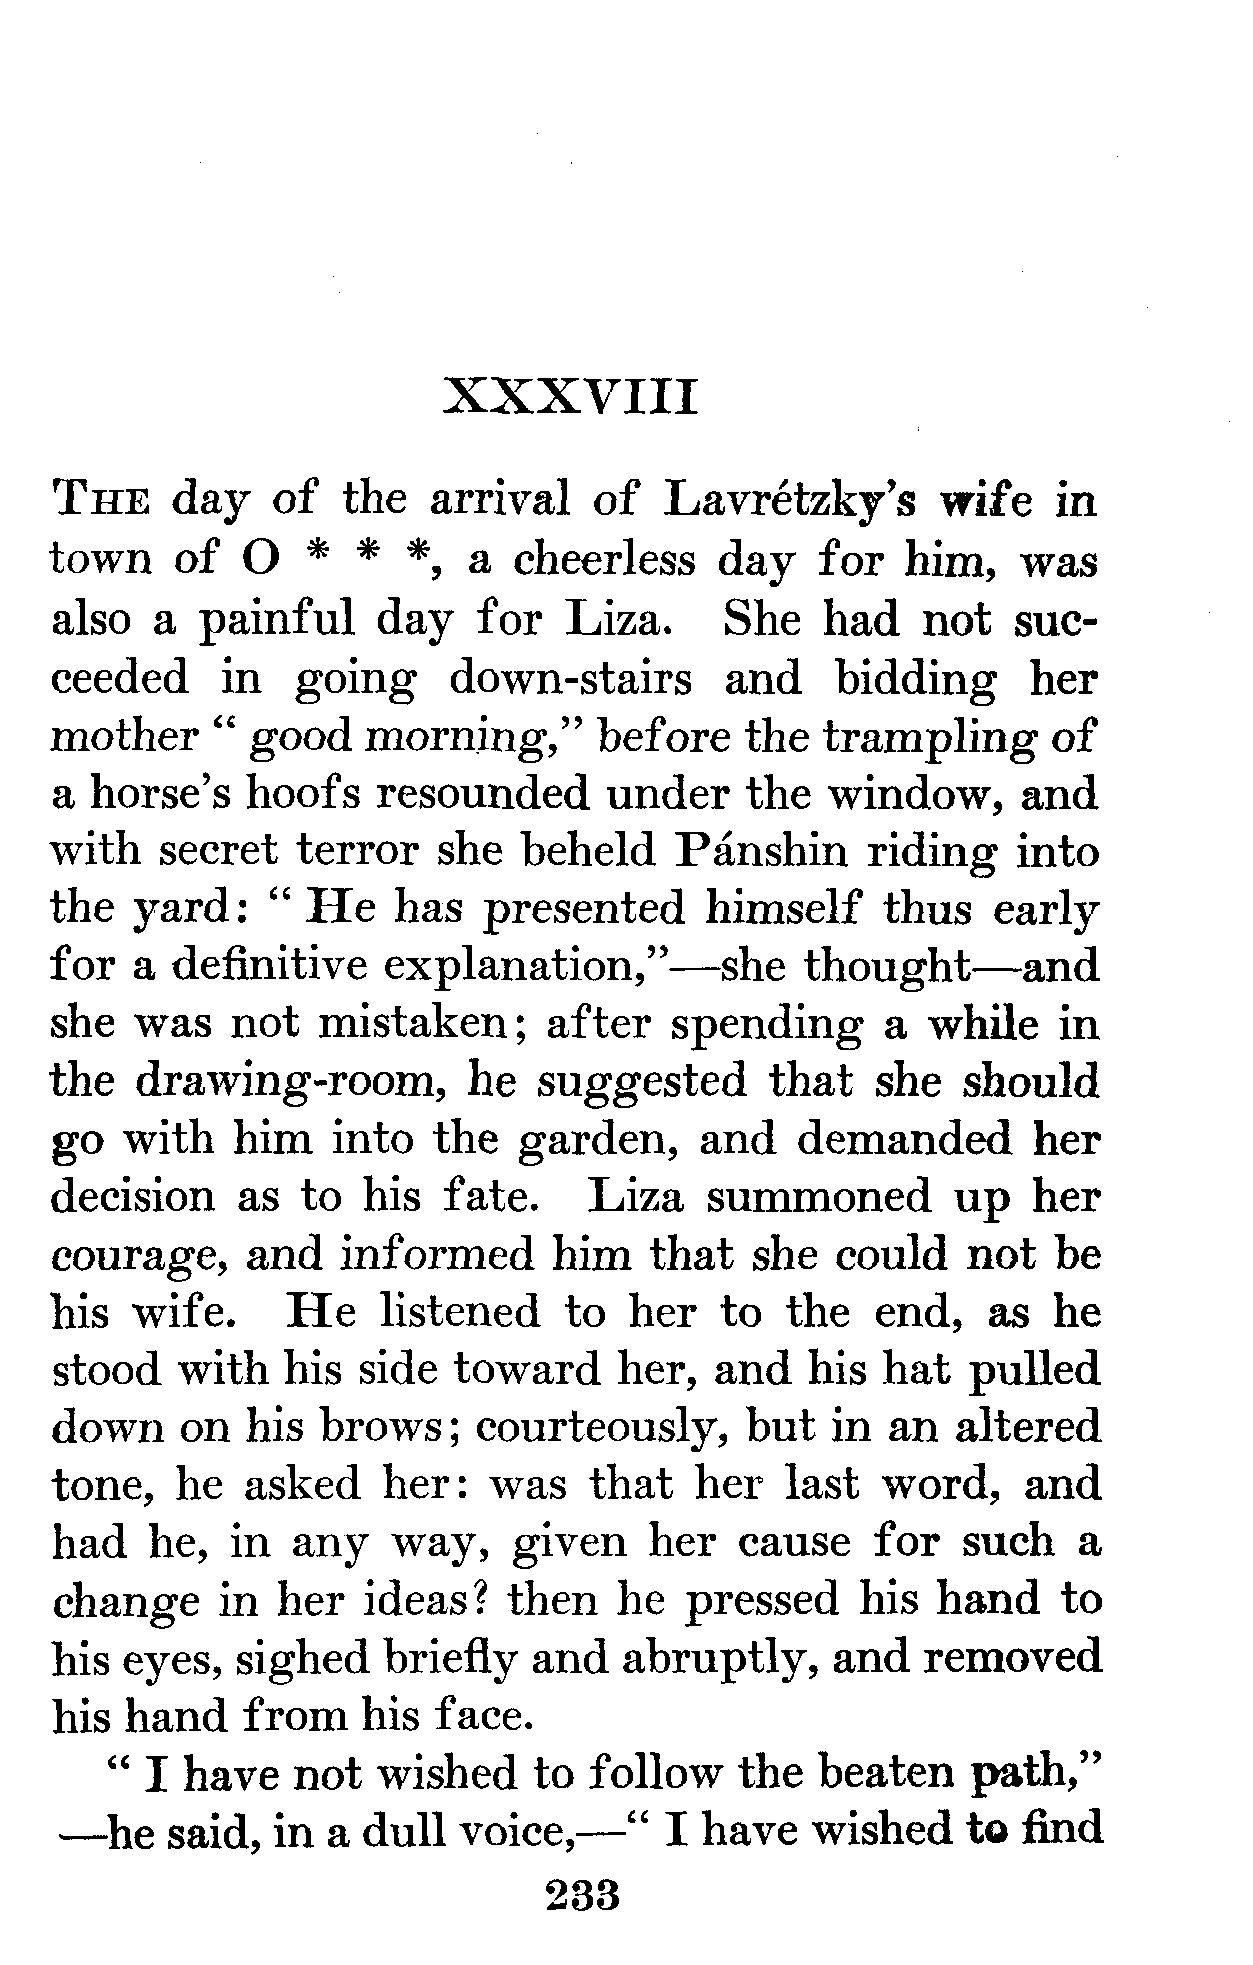 XXXVIII
THE day of the arrival of Lavrétzky's wife in
town of O * * *, a cheerless day for him, was
also a painful day for Liza. She had not suc-
ceeded in going down-stairs and bidding her
mother " good morning," before the trampling of
a horse's hoofs resounded under the window, and
with secret terror she beheld Pánshin riding into
the yard: " He has presented himself thus early
for a definitive explanation,"—she thought—and
she was not mistaken; after spending a while in
the drawing-room, he suggested that she should
go with him into the garden, and demanded her
decision as to his fate. Liza summoned up her
courage, and informed him that she could not be
his wife. He listened to her to the end, as he
stood with his side toward her, and his hat pulled
down on his brows; courteously, but in an altered
tone, he asked her: was that her last word, and
had he, in any way, given her cause for such a
change in her ideas? then he pressed his hand to
his eyes, sighed briefly and abruptly, and removed
his hand from his face.
" I have not wished to follow the beaten path,"
—he said, in a dull voice,—" I have wished to find
233